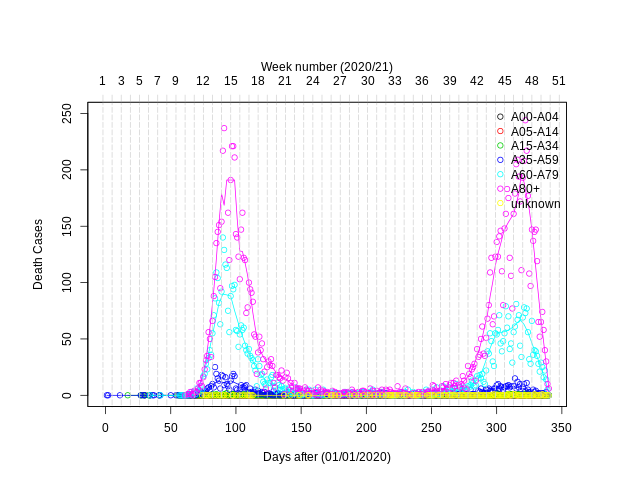 Week number (2020/21)
1 3 5 7 9 12 15 18 21 24 27 30 33 36 39 42 45 48 51
Death Cases
250
200
150
100
50
0
A00-A04
A05-A14
A15-A34
A35-A59
A60-A79
A80+
unknown
0 50 100 150 200 250 300 350
Days after (01/01/2020)